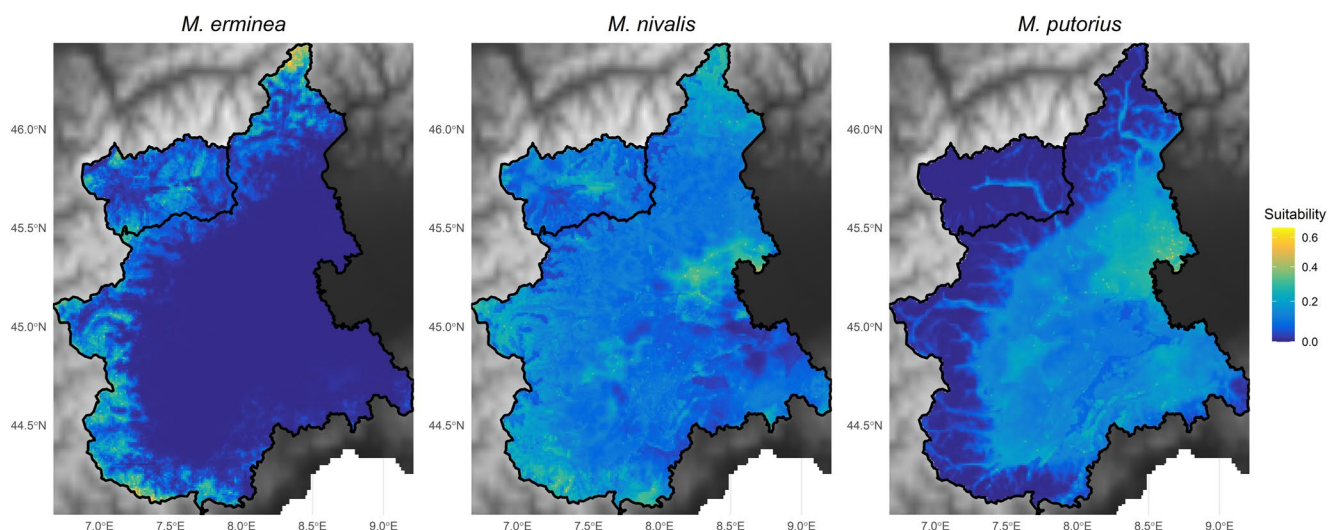 M. erminea M. nivalis M. putorius
46.0°N 46.0°N 46.0°N
45.5°N 45.5°N 45.5°N
45.0°N 45.0°N 45.0°N
44.5°N 44.5°N 44.5°N
7.0°E 7.5°E 8.0°E 8.5°E 9.0°E 7.0°E 7.5°E 8.0°E 8.5°E 9.0°E 7.0°E 7.5°E 8.0°E 8.5°E 9.0°E
Suitability
0.6
0.4
0.2
0.0